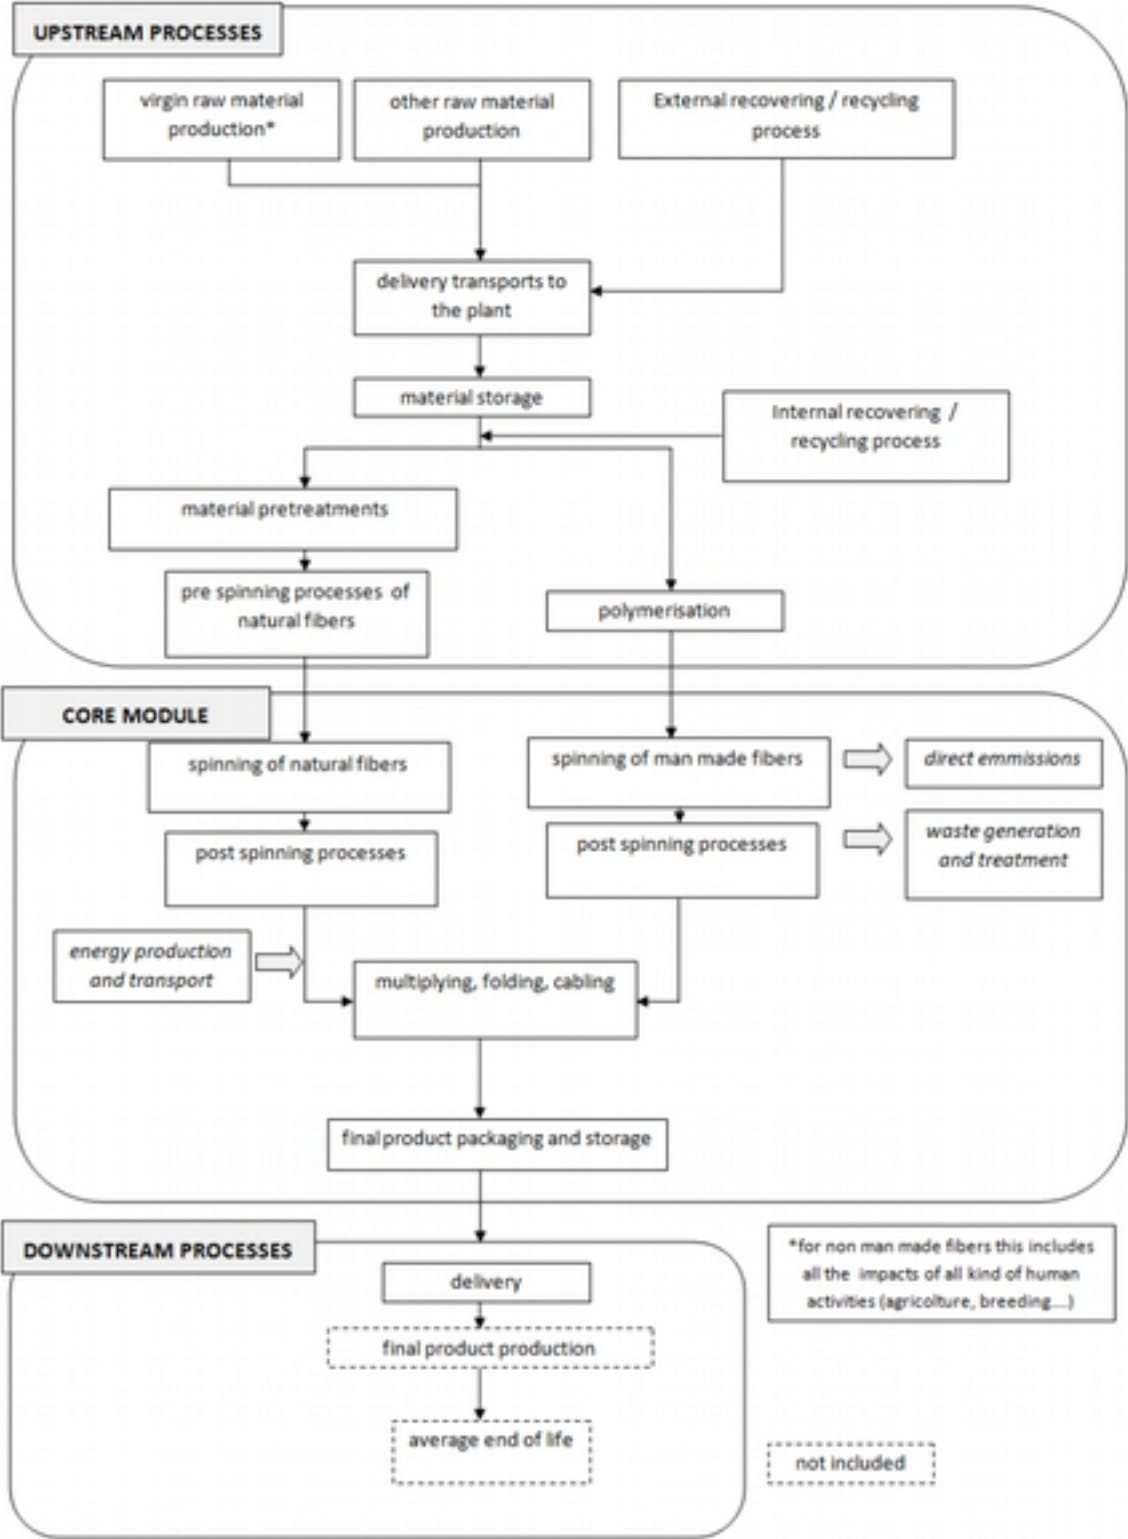 UPSTREAM PROCESSES
virgin raw material
production*
other raw material
production
External recovering / recycling
process
delivery transports to
the plant
material storage
Internal recovering /
recycling process
material pretreatments
pre spinning processes of
natural fibers
polymerisation
CORE MODULE
spinning of natural fibers
spinning of man made fibers
direct emmissions
post spinning processes
post spinning processes
waste generation
and treatment
energy production
and transport
multiplying, folding, cabling
final product packaging and storage
DOWNSTREAM PROCESSES
delivery
final product production
average end of life
*for non man made fibers this includes
all the impacts of all kind of human
activities (agricolture, breeding....)
not included